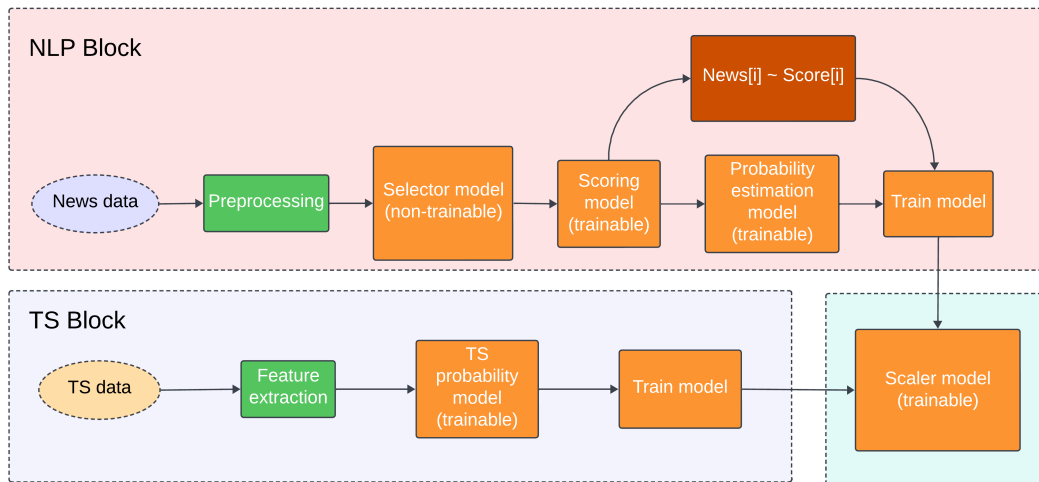 NLP Block
News[i] ~ Score[i]
News data
Preprocessing
Selector model
(non-trainable)
Scoring
model
(trainable)
Probability
estimation
model
(trainable)
Train model
TS Block
TS data
Feature
extraction
TS
probability
model
(trainable)
Train model
Scaler model
(trainable)